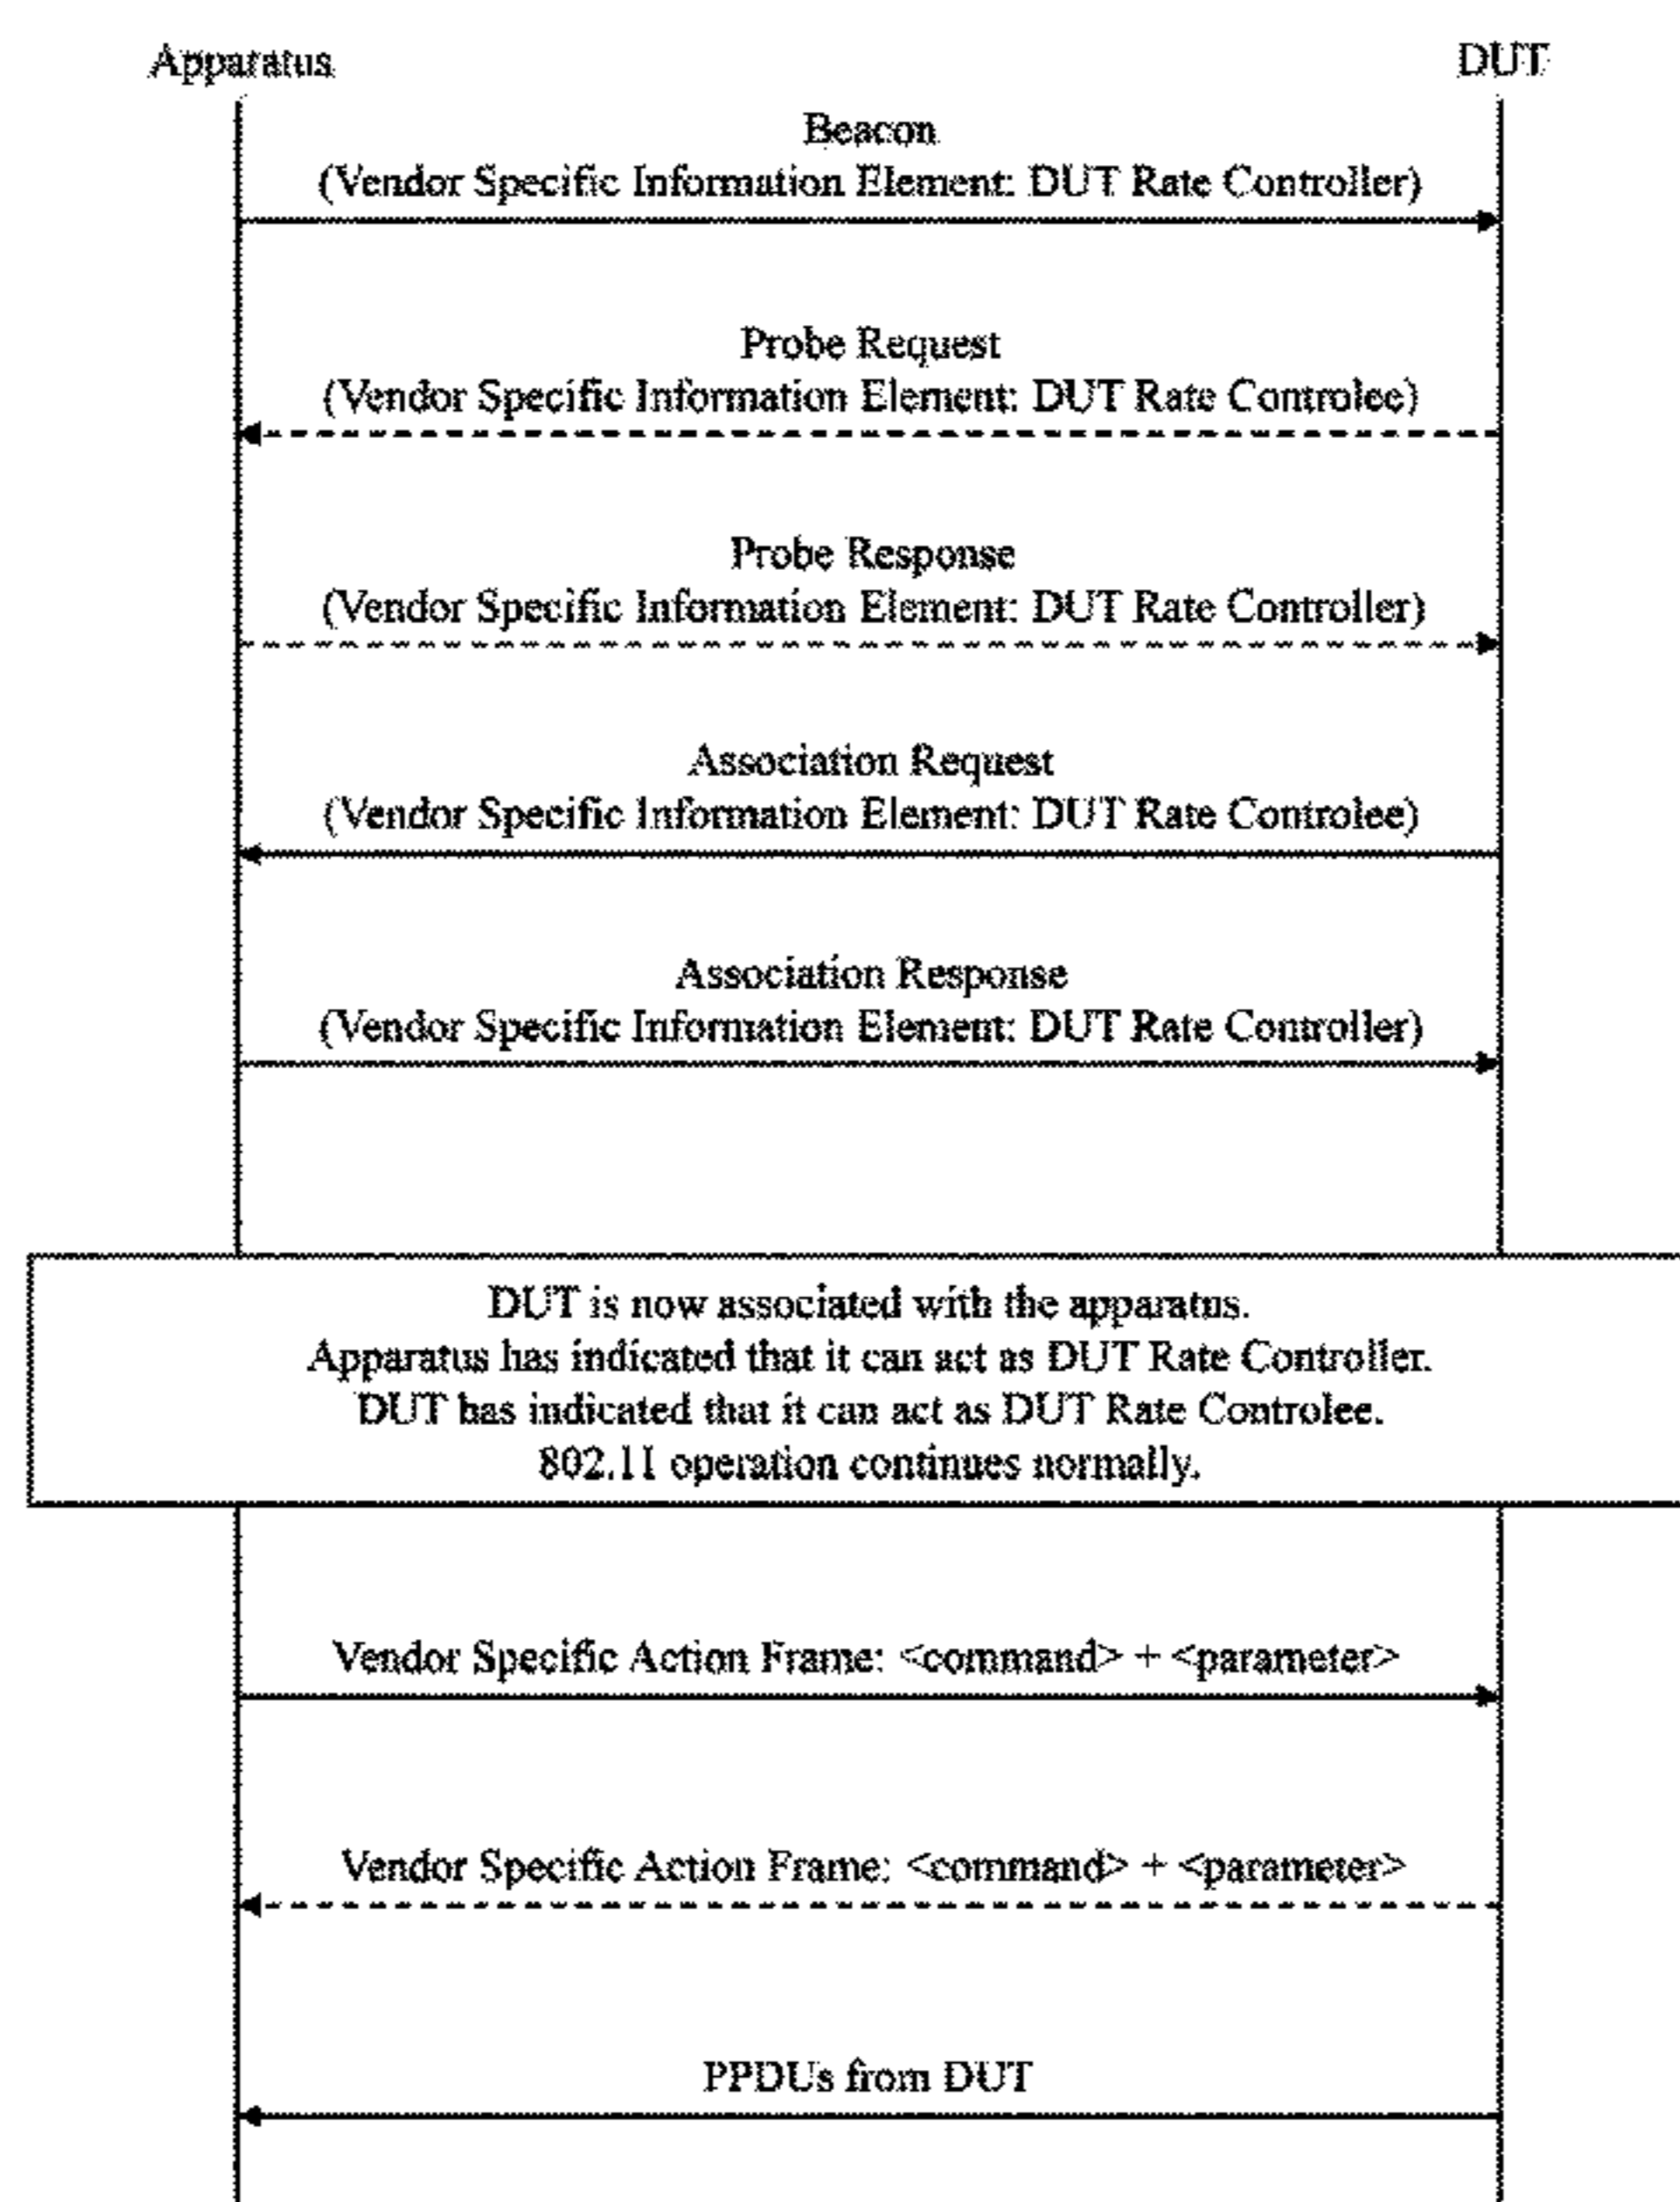 Apparatus DUT
Beacon
(Vendor Specific Information Element: DUT Rate Controller)
Probe Request
(Vendor Specific Information Element: DUT Rate Controlee)
Probe Response
(Vendor Specific Information Element: DUT Rate Controller)
Association Request
(Vendor Specific Information Element: DUT Rate Controlee)
Association Response
(Vendor Specific Information Element: DUT Rate Controller)
DUT is now associated with the apparatus.
Apparatus has indicated that it can act as DUT Rate Controller.
DUT has indicated that it can act as DUT Rate Controlee.
802.11 operation continues normally.
Vendor Specific Action Frame: <command> + <parameter>
Vendor Specific Action Frame: <command> + <parameter>
PPDUs from DUT